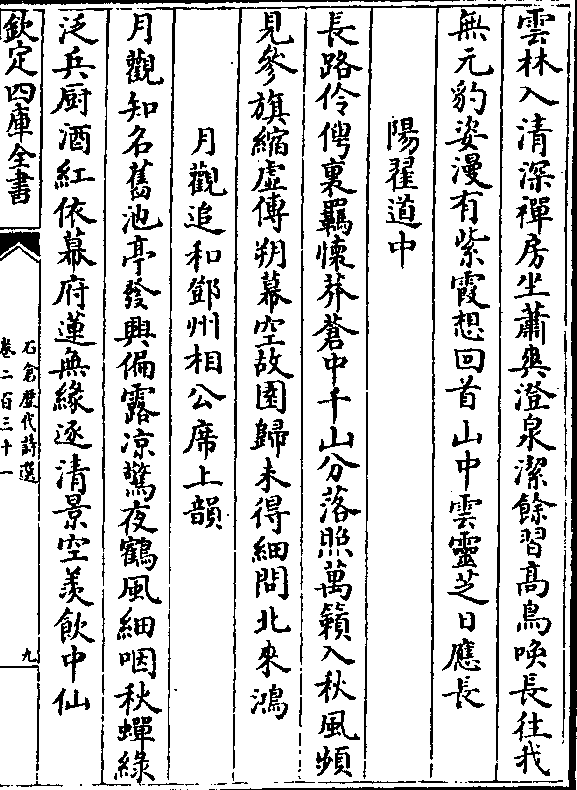 雲林入清深禪房坐蕭爽澄泉潔餘習高鳥喚長往我
無元豹姿漫有紫霞想回首山中雲靈芝日應長
陽翟道中
長路伶俜裏羈懷莽蒼中千山分落照萬籟入秋風頻
見參旗縮虛傳朔幕空故園歸未得細問北來鴻
月觀追和鄧州相公席上韻
月觀知名舊池亭發興偏露凉驚夜鶴風細咽秋蟬綠
泛兵厨酒紅依幕府蓮無緣逐清景空羨飲中仙
欽定四庫全書
石倉歷代詩選
卷二百三十一
九